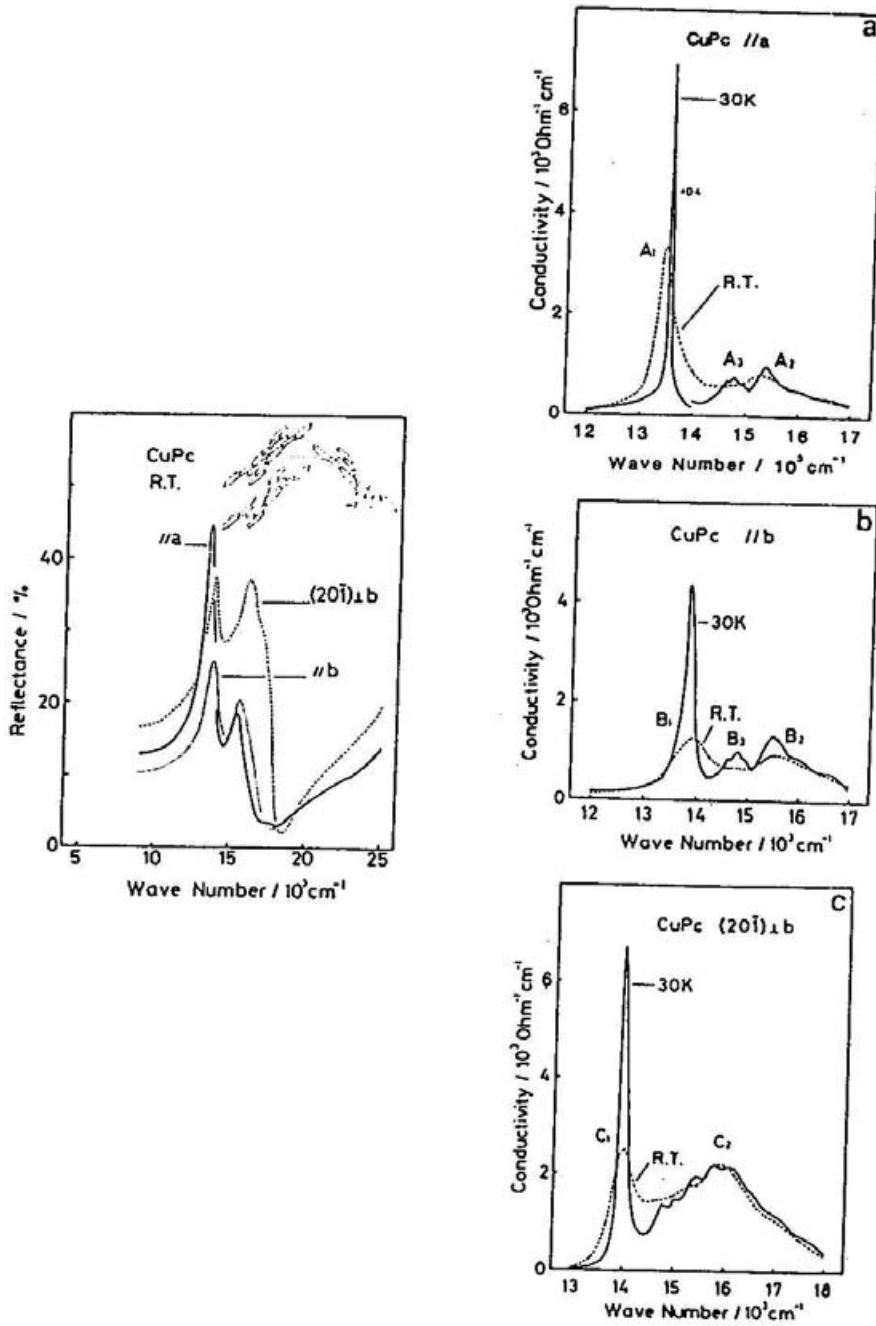 CuPc
R.T.
//a
(201̄)⊥b
//b
40
20
0
Reflectance / %
5 10 15 20 25
Wave Number / 10³cm⁻¹
a
CuPc //a
30K
×0.4
A₁
R.T.
A₃ A₂
6
4
2
0
Conductivity / 10³Ohm⁻¹cm⁻¹
12 13 14 15 16 17
Wave Number / 10³cm⁻¹
b
CuPc //b
30K
B₁
R.T.
B₃ B₂
4
2
0
Conductivity / 10³Ohm⁻¹cm⁻¹
12 13 14 15 16 17
Wave Number / 10³cm⁻¹
c
CuPc (201̄)⊥b
30K
C₁
R.T.
C₂
6
4
2
0
Conductivity / 10³Ohm⁻¹cm⁻¹
13 14 15 16 17 18
Wave Number / 10³cm⁻¹